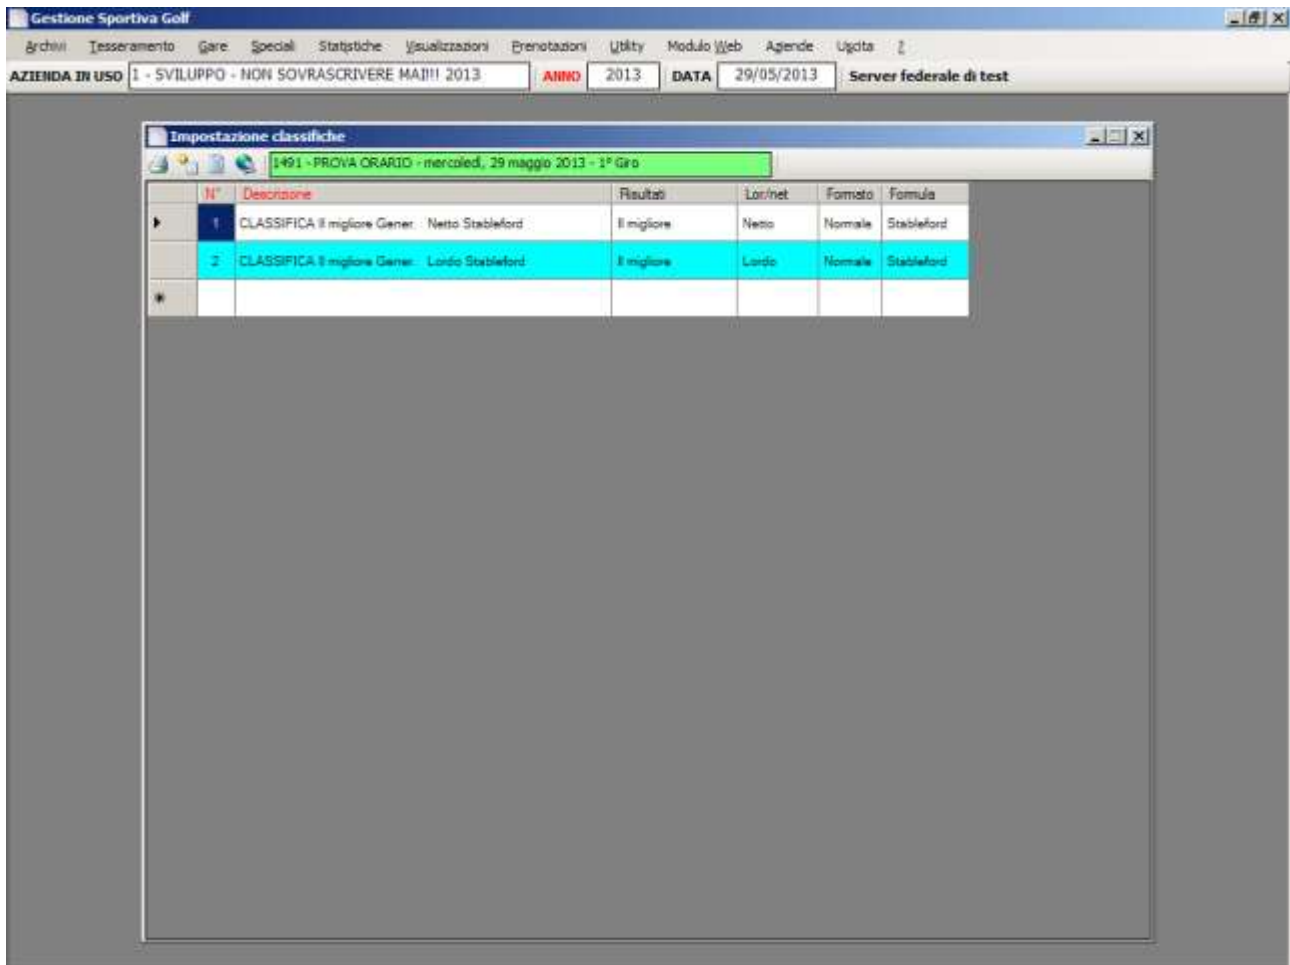 Gestione Sportiva Golf
Archivi Tesseramento Gare Speciali Statistiche Visualizzazioni Prenotazioni Utility Modulo Web Agende Uscita ?
AZIENDA IN USO 1 - SVILUPPO - NON SOVRASCRIVERE MAI!!! 2013 ANNO 2013 DATA 29/05/2013 Server federale di test
Impostazione classifiche
1491 - PROVA ORARIO - mercoledì, 29 maggio 2013 - 1° Giro
N° Descrizione Risultati Lor/net Formato Formula
1 CLASSIFICA Il migliore Gener. Netto Stableford Il migliore Netto Normale Stableford
2 CLASSIFICA Il migliore Gener. Lordo Stableford Il migliore Lordo Normale Stableford